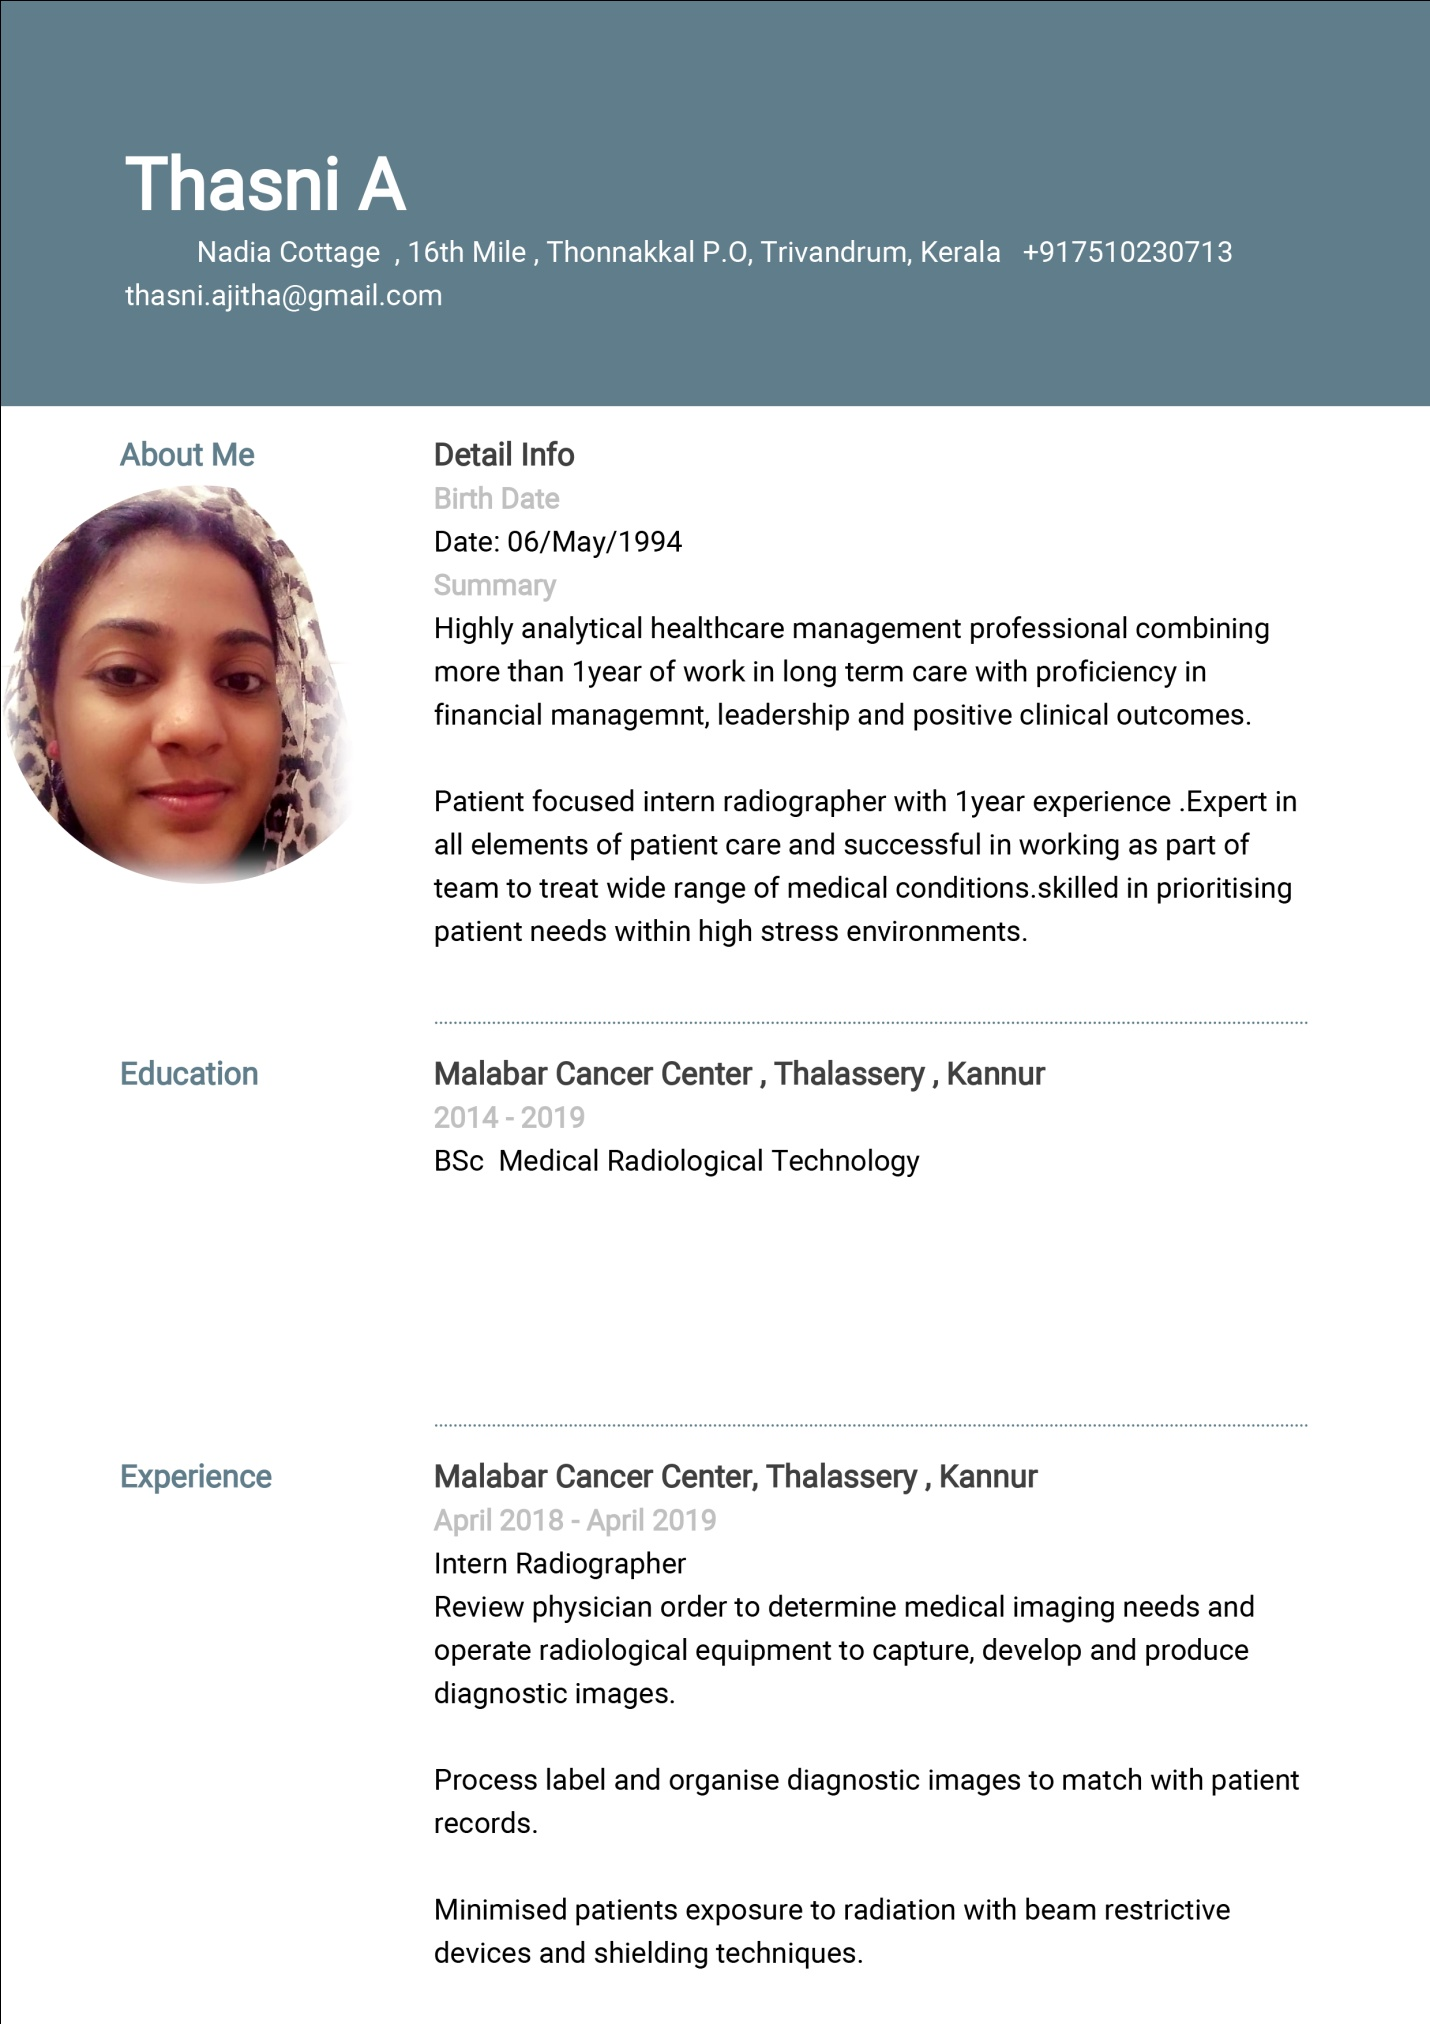 Thasni A
Nadia Cottage  , 16th Mile , Thonnakkal P.O, Trivandrum, Kerala   +917510230713
thasni.ajitha@gmail.com
About Me
Detail Info
Birth Date
Date: 06/May/1994
Summary
Highly analytical healthcare management professional combining
more than 1year of work in long term care with proficiency in
financial managemnt, leadership and positive clinical outcomes.
Patient focused intern radiographer with 1year experience .Expert in
all elements of patient care and successful in working as part of
team to treat wide range of medical conditions.skilled in prioritising
patient needs within high stress environments.
Education
Malabar Cancer Center , Thalassery , Kannur
2014 - 2019
BSc  Medical Radiological Technology
Experience
Malabar Cancer Center, Thalassery , Kannur
April 2018 - April 2019
Intern Radiographer
Review physician order to determine medical imaging needs and
operate radiological equipment to capture, develop and produce
diagnostic images.
Process label and organise diagnostic images to match with patient
records.
Minimised patients exposure to radiation with beam restrictive
devices and shielding techniques.